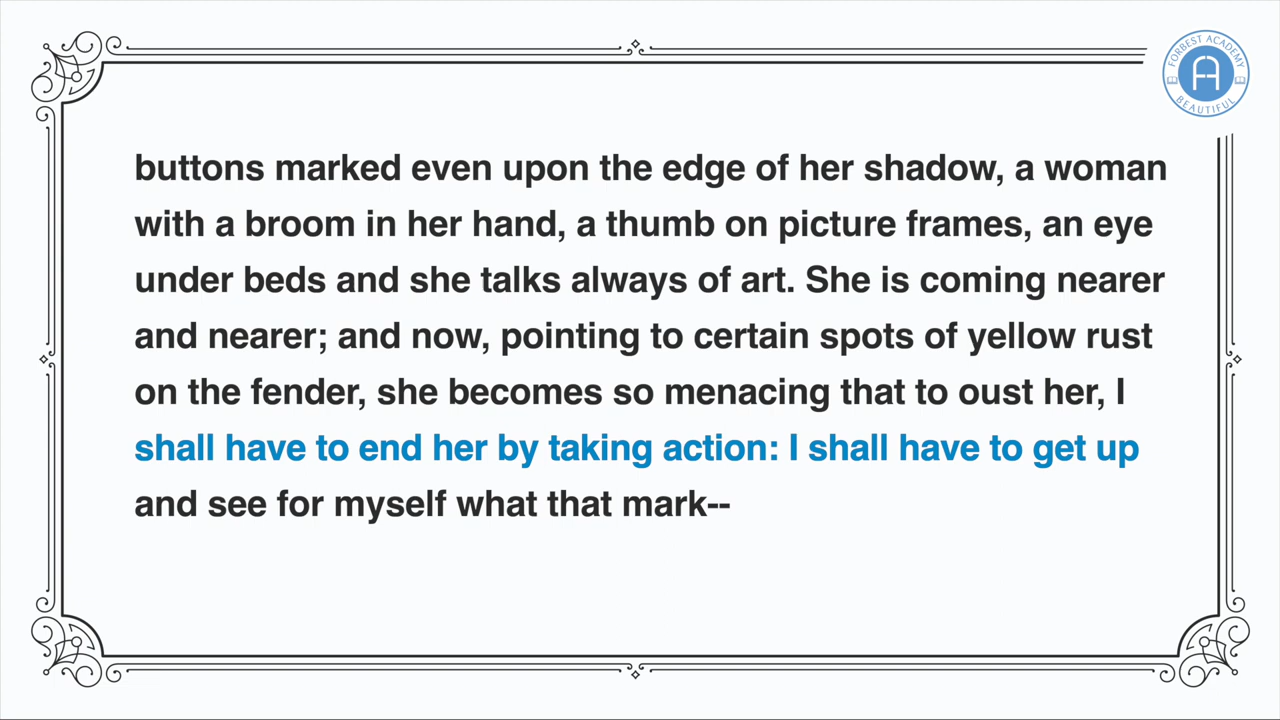 FORBEST ACADEMY
A
BEAUTIFUL
buttons marked even upon the edge of her shadow, a woman
with a broom in her hand, a thumb on picture frames, an eye
under beds and she talks always of art. She is coming nearer
and nearer; and now, pointing to certain spots of yellow rust
on the fender, she becomes so menacing that to oust her, I
shall have to end her by taking action: I shall have to get up
and see for myself what that mark--